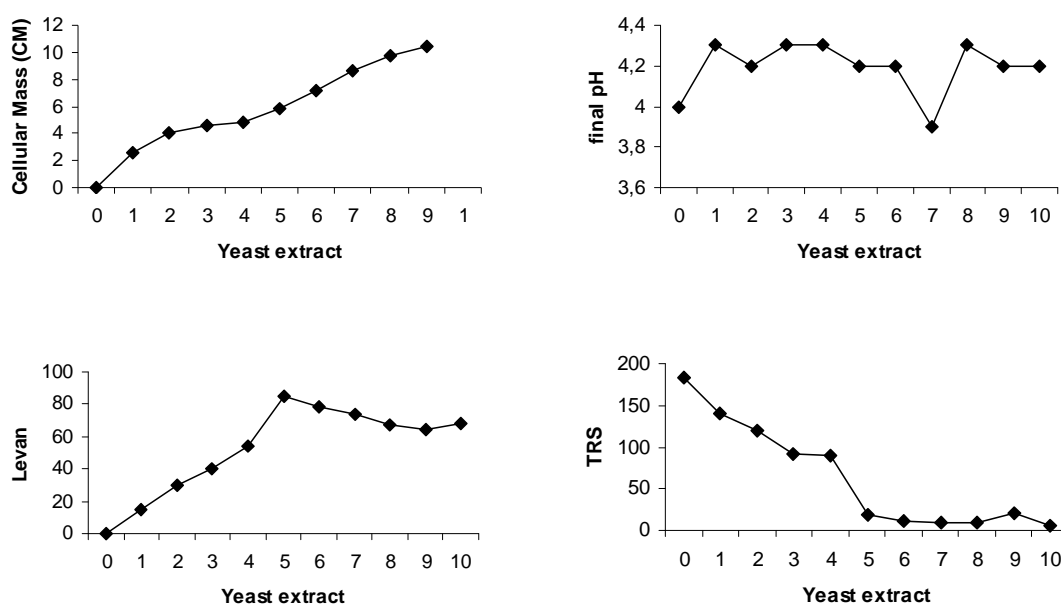 Cellular Mass (CM)
12
10
8
6
4
2
0
0 1 2 3 4 5 6 7 8 9 1
Yeast extract
final pH
4,4
4,2
4
3,8
3,6
0 1 2 3 4 5 6 7 8 9 10
Yeast extract
Levan
100
80
60
40
20
0
0 1 2 3 4 5 6 7 8 9 10
Yeast extract
TRS
200
150
100
50
0
0 1 2 3 4 5 6 7 8 9 10
Yeast extract